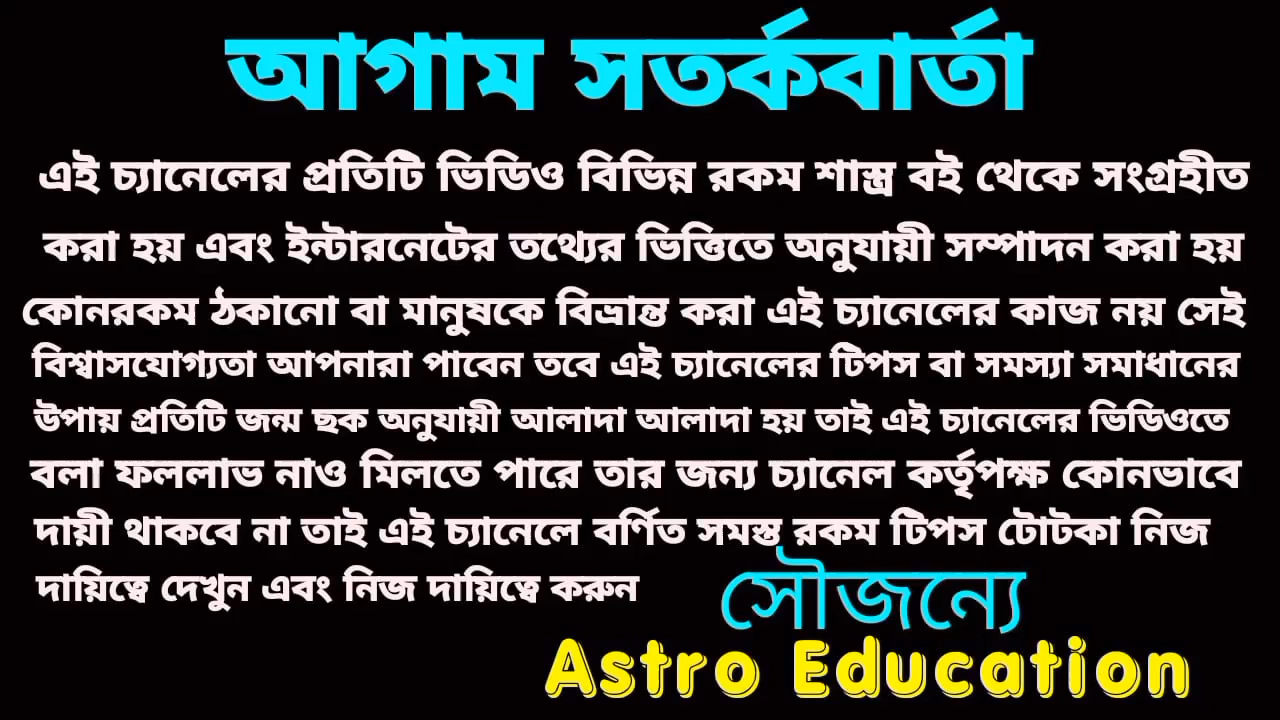 আগাম সতর্কবার্তা
এই চ্যানেলের প্রতিটি ভিডিও বিভিন্ন রকম শাস্ত্র বই থেকে সংগ্রহীত
করা হয় এবং ইন্টারনেটের তথ্যের ভিত্তিতে অনুযায়ী সম্পাদন করা হয়
কোনরকম ঠকানো বা মানুষকে বিভ্রান্ত করা এই চ্যানেলের কাজ নয় সেই
বিশ্বাসযোগ্যতা আপনারা পাবেন তবে এই চ্যানেলের টিপস বা সমস্যা সমাধানের
উপায় প্রতিটি জন্ম ছক অনুযায়ী আলাদা আলাদা হয় তাই এই চ্যানেলের ভিডিওতে
বলা ফললাভ নাও মিলতে পারে তার জন্য চ্যানেল কর্তৃপক্ষ কোনভাবে
দায়ী থাকবে না তাই এই চ্যানেলে বর্ণিত সমস্ত রকম টিপস টোটকা নিজ
দায়িত্বে দেখুন এবং নিজ দায়িত্বে করুন
সৌজন্যে
Astro Education